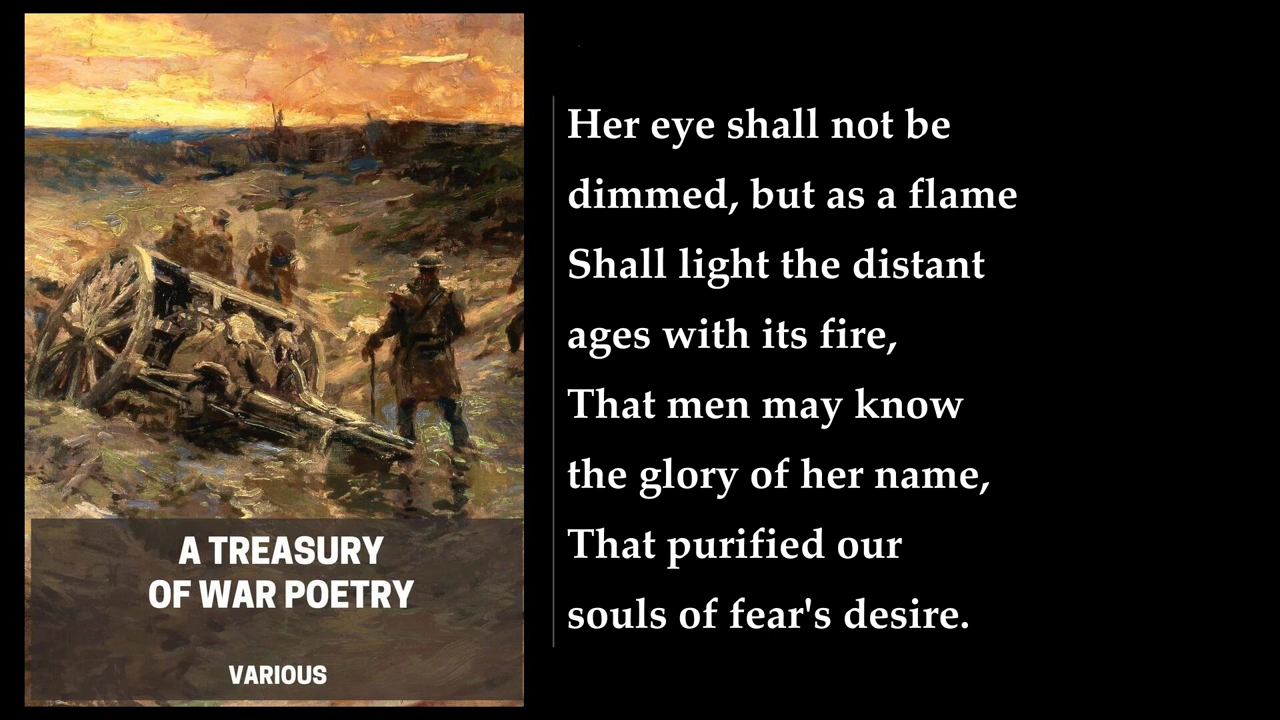 A TREASURY
OF WAR POETRY
VARIOUS
Her eye shall not be
dimmed, but as a flame
Shall light the distant
ages with its fire,
That men may know
the glory of her name,
That purified our
souls of fear's desire.